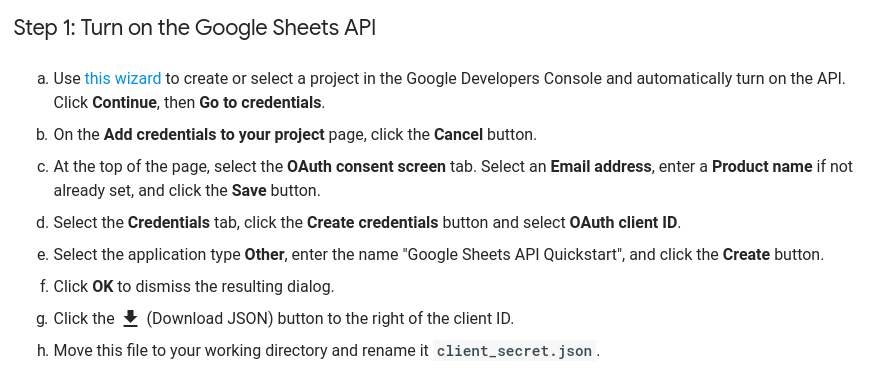 Step 1: Turn on the Google Sheets API
a. Use this wizard to create or select a project in the Google Developers Console and automatically turn on the API.
Click Continue, then Go to credentials.
b. On the Add credentials to your project page, click the Cancel button.
c. At the top of the page, select the OAuth consent screen tab. Select an Email address, enter a Product name if not
already set, and click the Save button.
d. Select the Credentials tab, click the Create credentials button and select OAuth client ID.
e. Select the application type Other, enter the name "Google Sheets API Quickstart", and click the Create button.
f. Click OK to dismiss the resulting dialog.
g. Click the (Download JSON) button to the right of the client ID.
h. Move this file to your working directory and rename it client_secret.json.